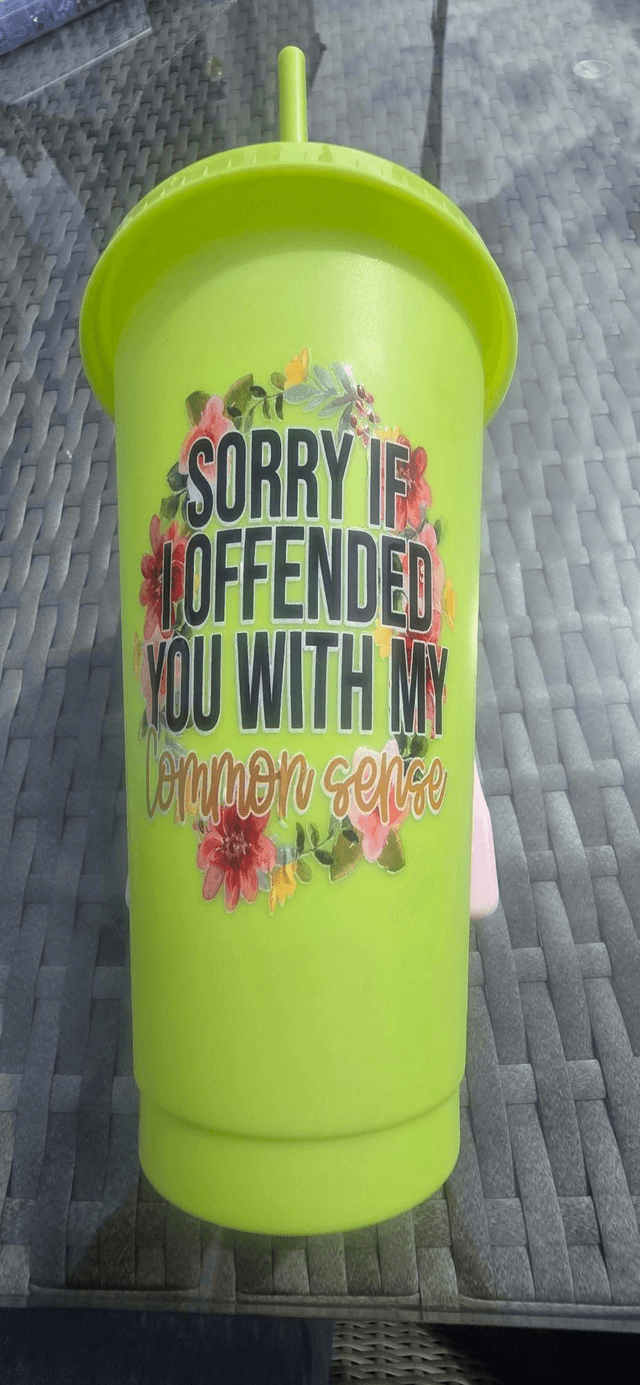 SORRY IF
I OFFENDED
YOU WITH MY
Common sense